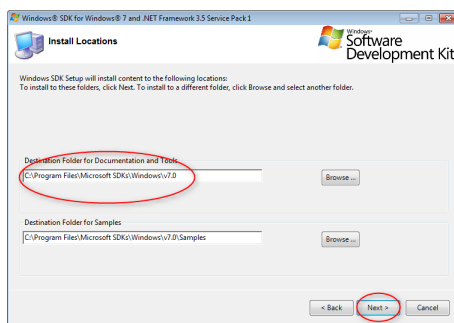 Windows® SDK for Windows® 7 and .NET Framework 3.5 Service Pack 1
Install Locations
Windows
Software
Development Kit
Windows SDK Setup will install content to the following locations:
To install to these folders, click Next. To install to a different folder, click Browse and select another folder.
Destination Folder for Documentation and Tools
C:\Program Files\Microsoft SDKs\Windows\v7.0
Browse ...
Destination Folder for Samples
C:\Program Files\Microsoft SDKs\Windows\v7.0\Samples
Browse ...
< Back Next > Cancel